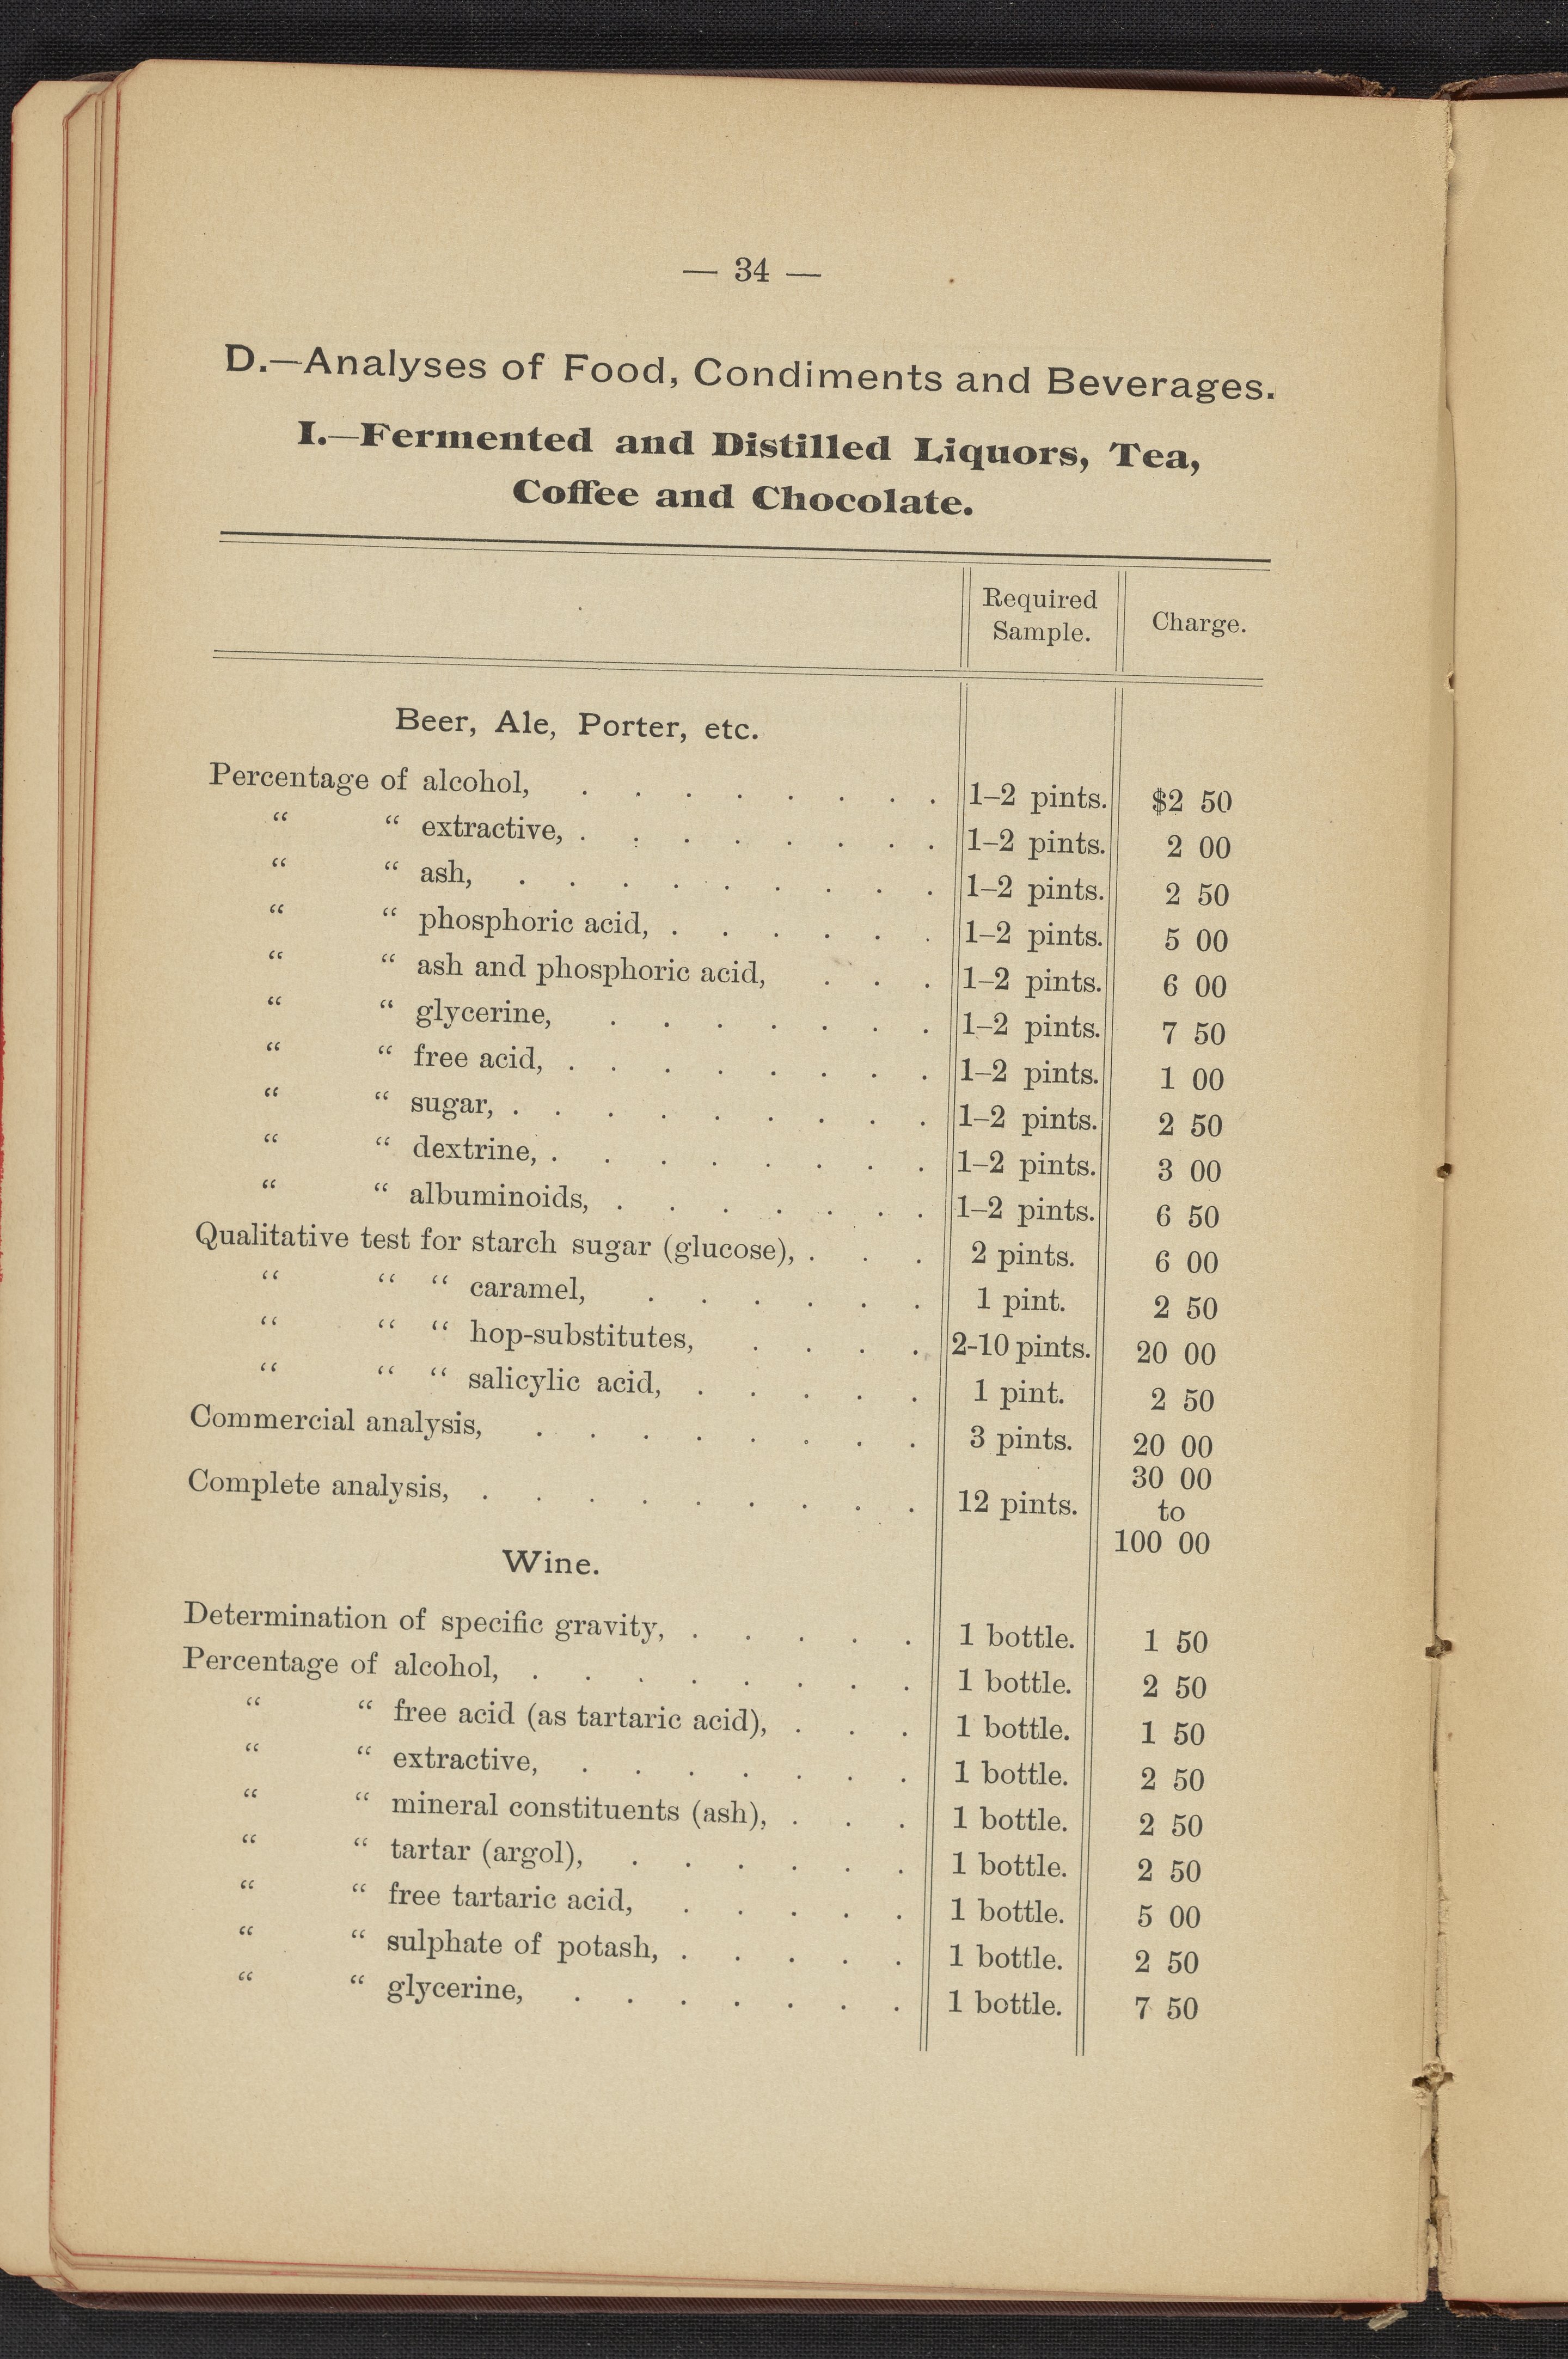 — 34 —
D.—Analyses of Food, Condiments and Beverages.
I.—Fermented and Distilled Liquors, Tea,
Coffee and Chocolate.
Required
Sample.
Charge.
Beer, Ale, Porter, etc.
Percentage of alcohol, . . . . . . . . 1–2 pints. $2 50
“ “ extractive, . . . . . . . . 1–2 pints. 2 00
“ “ ash, . . . . . . . . . 1–2 pints. 2 50
“ “ phosphoric acid, . . . . . . 1–2 pints. 5 00
“ “ ash and phosphoric acid, . . . 1–2 pints. 6 00
“ “ glycerine, . . . . . . . 1–2 pints. 7 50
“ “ free acid, . . . . . . . . 1–2 pints. 1 00
“ “ sugar, . . . . . . . . . 1–2 pints. 2 50
“ “ dextrine, . . . . . . . . 1–2 pints. 3 00
“ “ albuminoids, . . . . . . . 1–2 pints. 6 50
Qualitative test for starch sugar (glucose), . . . 2 pints. 6 00
“ “ “ caramel, . . . . . . 1 pint. 2 50
“ “ “ hop-substitutes, . . . . 2-10 pints. 20 00
“ “ “ salicylic acid, . . . . . 1 pint. 2 50
Commercial analysis, . . . . . . . . 3 pints. 20 00
Complete analysis, . . . . . . . . . 12 pints. 30 00
to
100 00
Wine.
Determination of specific gravity, . . . . . 1 bottle. 1 50
Percentage of alcohol, . . . . . . . . 1 bottle. 2 50
“ “ free acid (as tartaric acid), . . . 1 bottle. 1 50
“ “ extractive, . . . . . . . 1 bottle. 2 50
“ “ mineral constituents (ash), . . . 1 bottle. 2 50
“ “ tartar (argol), . . . . . . 1 bottle. 2 50
“ “ free tartaric acid, . . . . . 1 bottle. 5 00
“ “ sulphate of potash, . . . . . 1 bottle. 2 50
“ “ glycerine, . . . . . . . 1 bottle. 7 50